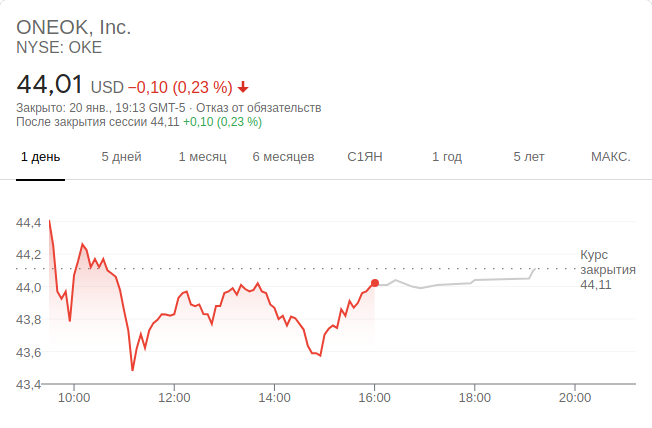 ONEOK, Inc.
NYSE: OKE
44,01 USD −0,10 (0,23 %)
Закрыто: 20 янв., 19:13 GMT-5 · Отказ от обязательств
После закрытия сессии 44,11 +0,10 (0,23 %)
1 день 5 дней 1 месяц 6 месяцев С1ЯН 1 год 5 лет МАКС.
44,4
44,2
44,0
43,8
43,6
43,4
Курс
закрытия
44,11
10:00 12:00 14:00 16:00 18:00 20:00